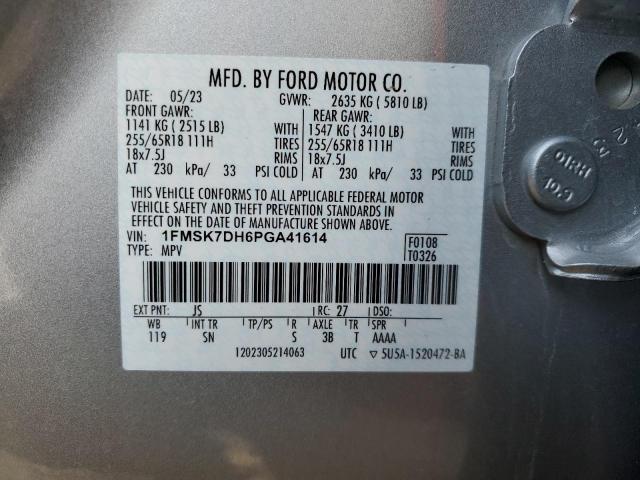 MFD. BY FORD MOTOR CO.
DATE: 05/23 GVWR: 2635 KG ( 5810 LB)
FRONT GAWR: REAR GAWR:
1141 KG ( 2515 LB) WITH 1547 KG ( 3410 LB) WITH
255/65R18 111H TIRES 255/65R18 111H TIRES
18x7.5J RIMS 18x7.5J RIMS
AT 230 kPa/ 33 PSI COLD AT 230 kPa/ 33 PSI COLD
THIS VEHICLE CONFORMS TO ALL APPLICABLE FEDERAL MOTOR
VEHICLE SAFETY AND THEFT PREVENTION STANDARDS IN
EFFECT ON THE DATE OF MANUFACTURE SHOWN ABOVE.
VIN: 1FMSK7DH6PGA41614 F0108
TYPE: MPV T0326
EXT PNT: JS RC: 27 DSO:
WB INT TR TP/PS R AXLE TR SPR
119 SN S 3B T AAAA
1202305214063 UTC ▽ 5U5A-1520472-BA
HR10